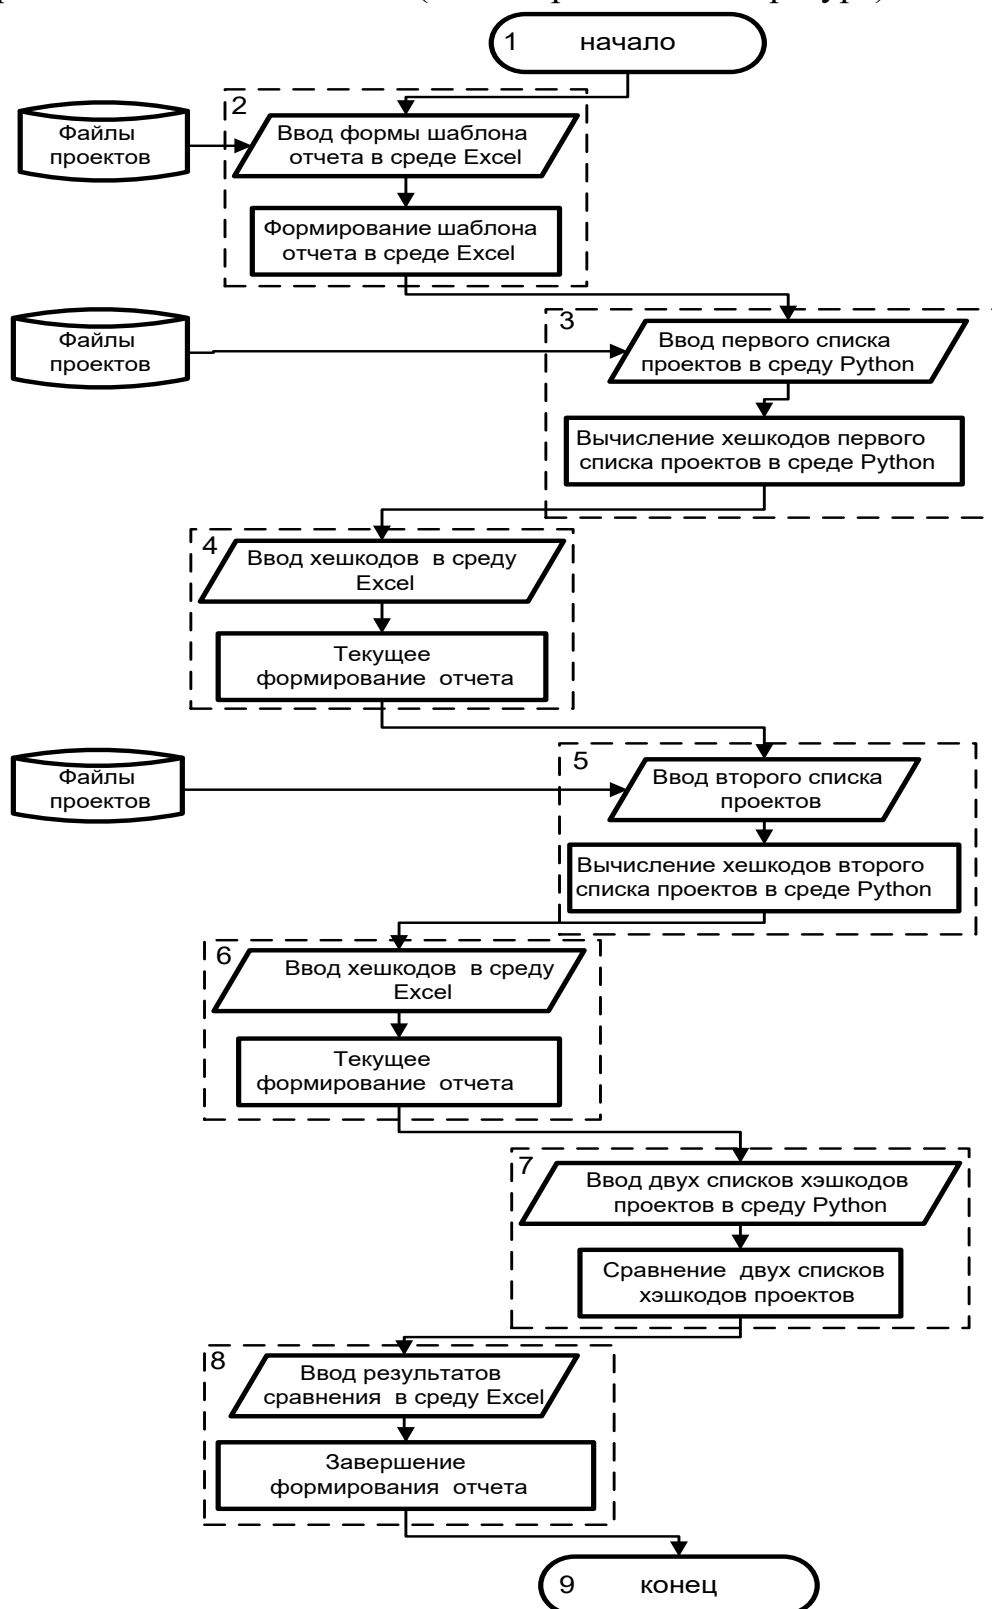 1 начало
2
Файлы
проектов
Ввод формы шаблона
отчета в среде Excel
Формирование шаблона
отчета в среде Excel
3
Файлы
проектов
Ввод первого списка
проектов в среду Python
Вычисление хешкодов первого
списка проектов в среде Python
4
Ввод хешкодов в среду
Excel
Текущее
формирование отчета
5
Файлы
проектов
Ввод второго списка
проектов
Вычисление хешкодов второго
списка проектов в среде Python
6
Ввод хешкодов в среду
Excel
Текущее
формирование отчета
7
Ввод двух списков хэшкодов
проектов в среду Python
Сравнение двух списков
хэшкодов проектов
8
Ввод результатов
сравнения в среду Excel
Завершение
формирования отчета
9 конец